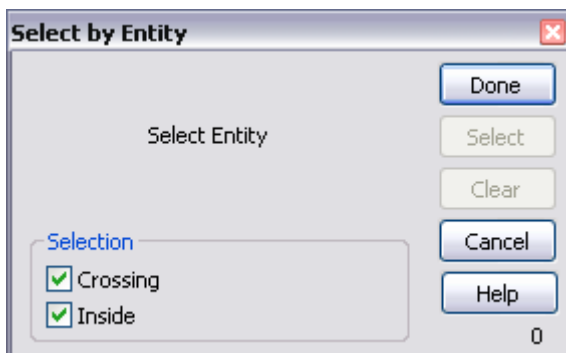 Select by Entity
Done
Select Entity
Select
Clear
Selection
Cancel
Crossing
Help
Inside
0